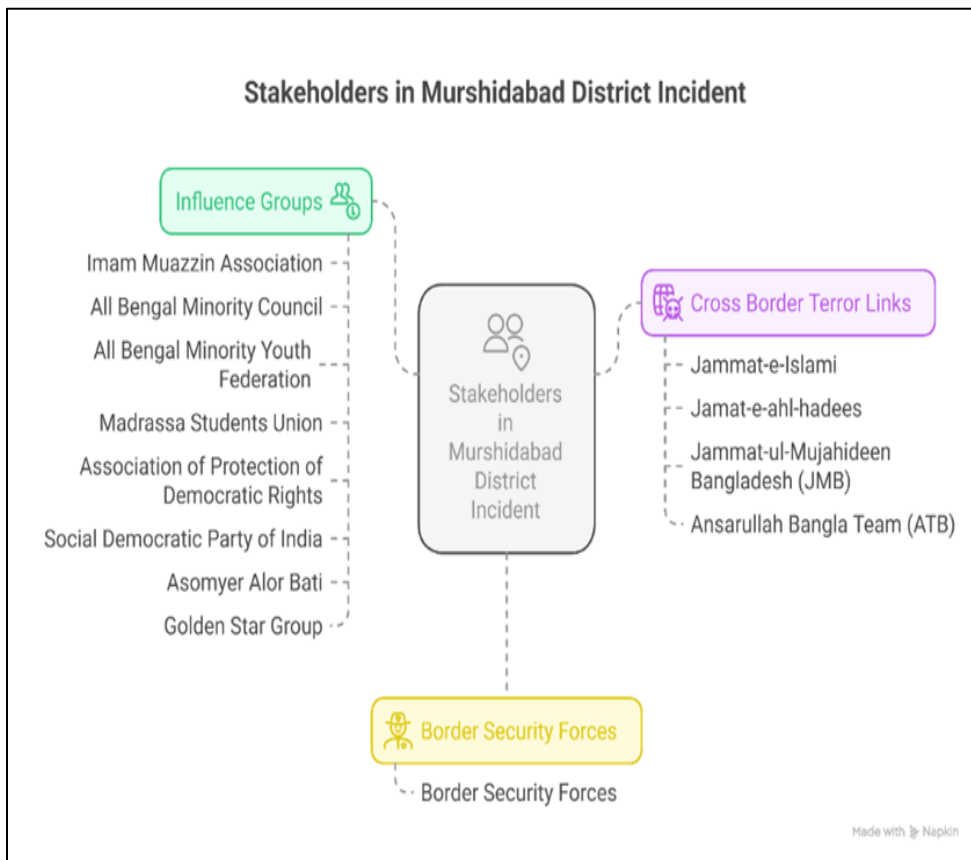 Stakeholders in Murshidabad District Incident
Influence Groups
Imam Muazzin Association
All Bengal Minority Council
All Bengal Minority Youth
Federation
Madrassa Students Union
Association of Protection of
Democratic Rights
Social Democratic Party of India
Asomyer Alor Bati
Golden Star Group
Stakeholders
in
Murshidabad
District
Incident
Cross Border Terror Links
Jammat-e-Islami
Jamat-e-ahl-hadees
Jammat-ul-Mujahideen
Bangladesh (JMB)
Ansarullah Bangla Team (ATB)
Border Security Forces
Border Security Forces
Made with Napkin